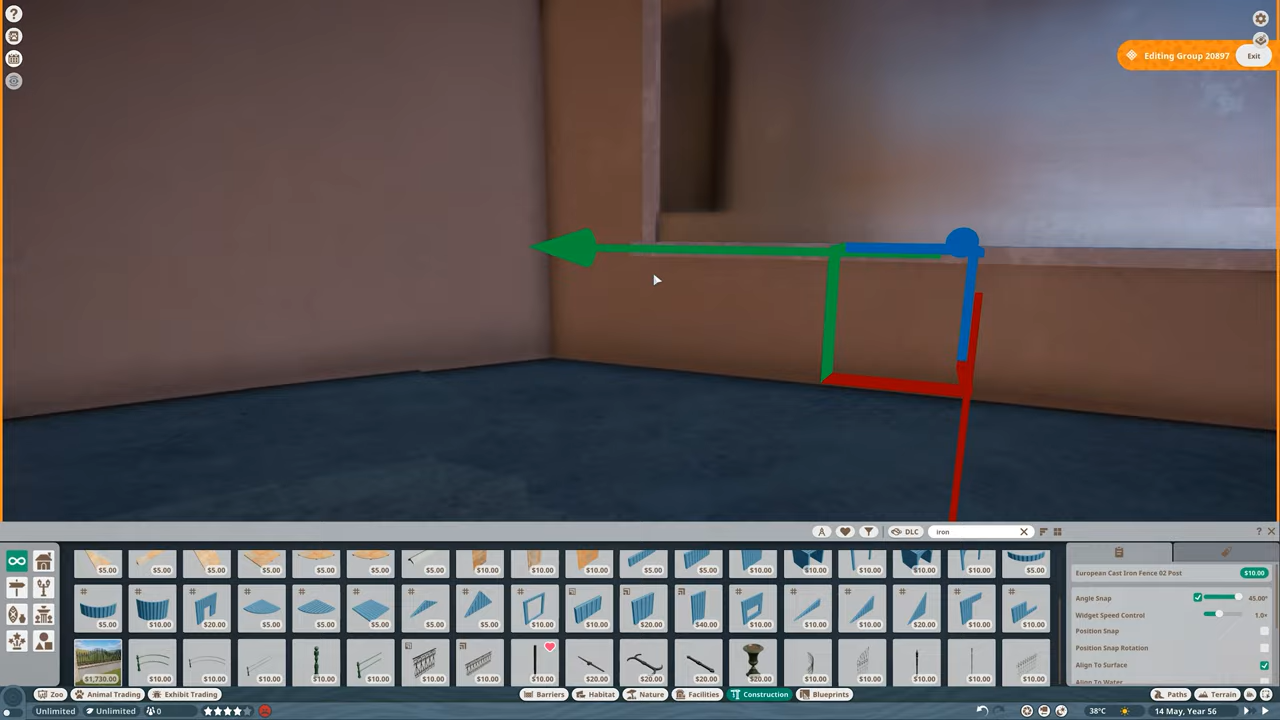 Editing Group 20897
Exit
DLC
iron
$5.00 $5.00 $5.00 $5.00 $5.00 $5.00 $5.00 $10.00 $10.00 $10.00 $5.00 $5.00 $10.00 $10.00 $10.00 $10.00 $10.00 $5.00
$5.00 $10.00 $20.00 $5.00 $5.00 $5.00 $5.00 $10.00 $10.00 $10.00 $20.00 $40.00 $20.00 $5.00 $10.00 $20.00 $10.00 $10.00
$1,730.00 $10.00 $10.00 $10.00 $10.00 $10.00 $10.00 $10.00 $10.00 $10.00 $20.00 $10.00 $20.00 $10.00 $10.00 $10.00 $10.00 $10.00
European Cast Iron Fence 02 Post $10.00
Angle Snap 45.00°
Widget Speed Control 1.0×
Position Snap
Position Snap Rotation
Align To Surface
Align To Water
Zoo Animal Trading Exhibit Trading Barriers Habitat Nature Facilities Construction Blueprints Paths Terrain
Unlimited Unlimited 0 38°C 14 May, Year 56